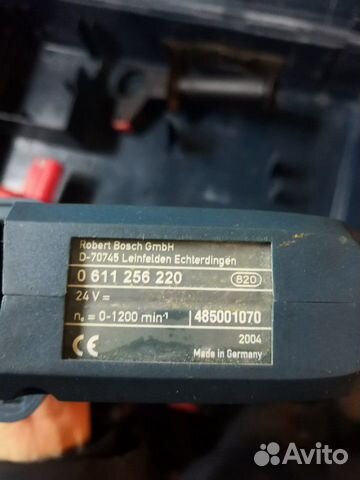 Robert Bosch GmbH
D-70745 Leinfelden Echterdingen
0 611 256 220 B20
24 V =
n₀ = 0-1200 min⁻¹ 485001070
CE 2004
Made in Germany
Avito